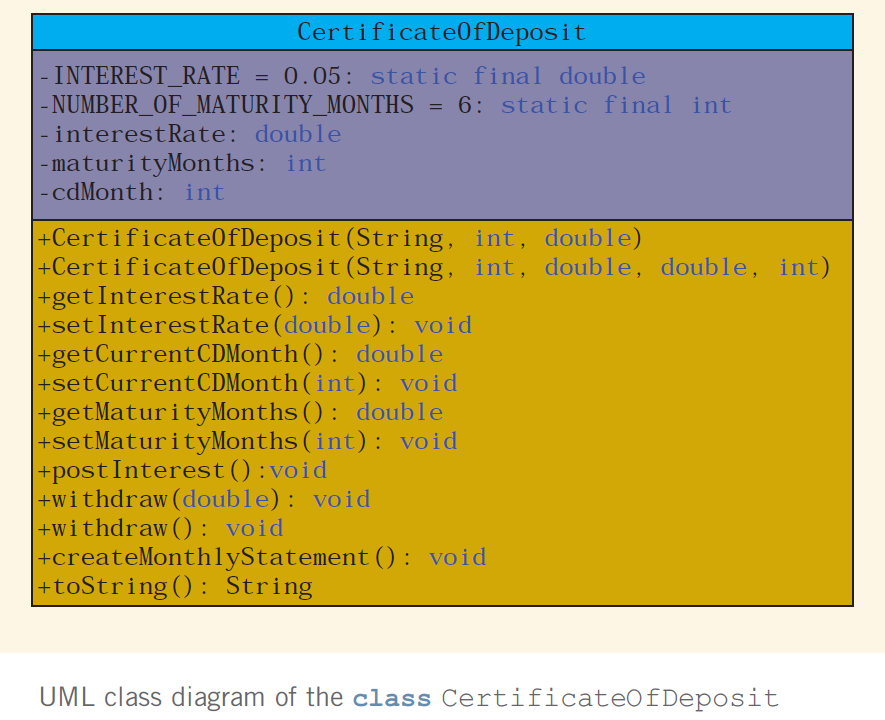 CertificateOfDeposit
-INTEREST_RATE = 0.05: static final double
-NUMBER_OF_MATURITY_MONTHS = 6: static final int
-interestRate: double
-maturityMonths: int
-cdMonth: int
+CertificateOfDeposit(String, int, double)
+CertificateOfDeposit(String, int, double, double, int)
+getInterestRate(): double
+setInterestRate(double): void
+getCurrentCDMonth(): double
+setCurrentCDMonth(int): void
+getMaturityMonths(): double
+setMaturityMonths(int): void
+postInterest():void
+withdraw(double): void
+withdraw(): void
+createMonthlyStatement(): void
+toString(): String
UML class diagram of the class CertificateOfDeposit